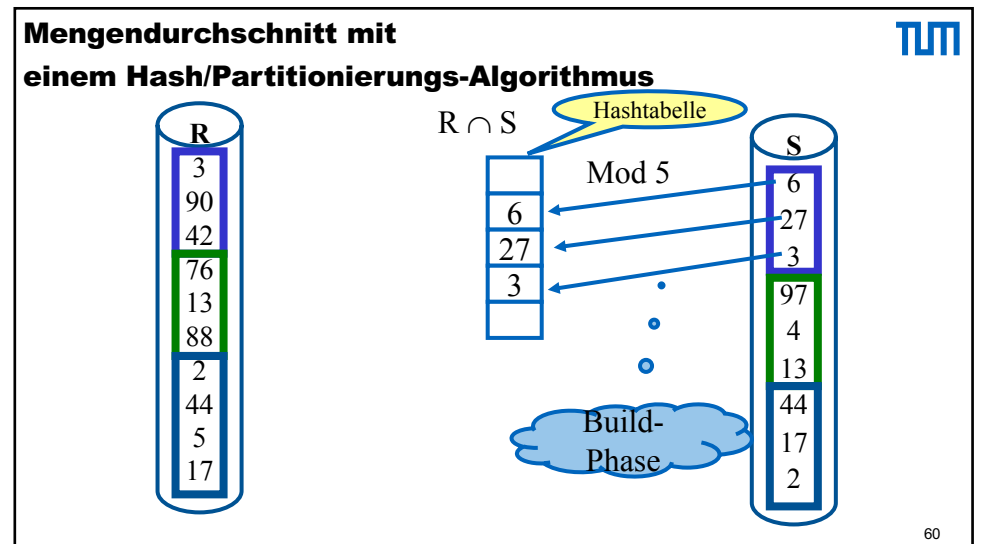 Mengendurchschnitt mit
einem Hash/Partitionierungs-Algorithmus
TUM
R
3
90
42
76
13
88
2
44
5
17
R ∩ S
Hashtabelle
Mod 5
6
27
3
S
6
27
3
97
4
13
44
17
2
Build-
Phase
60